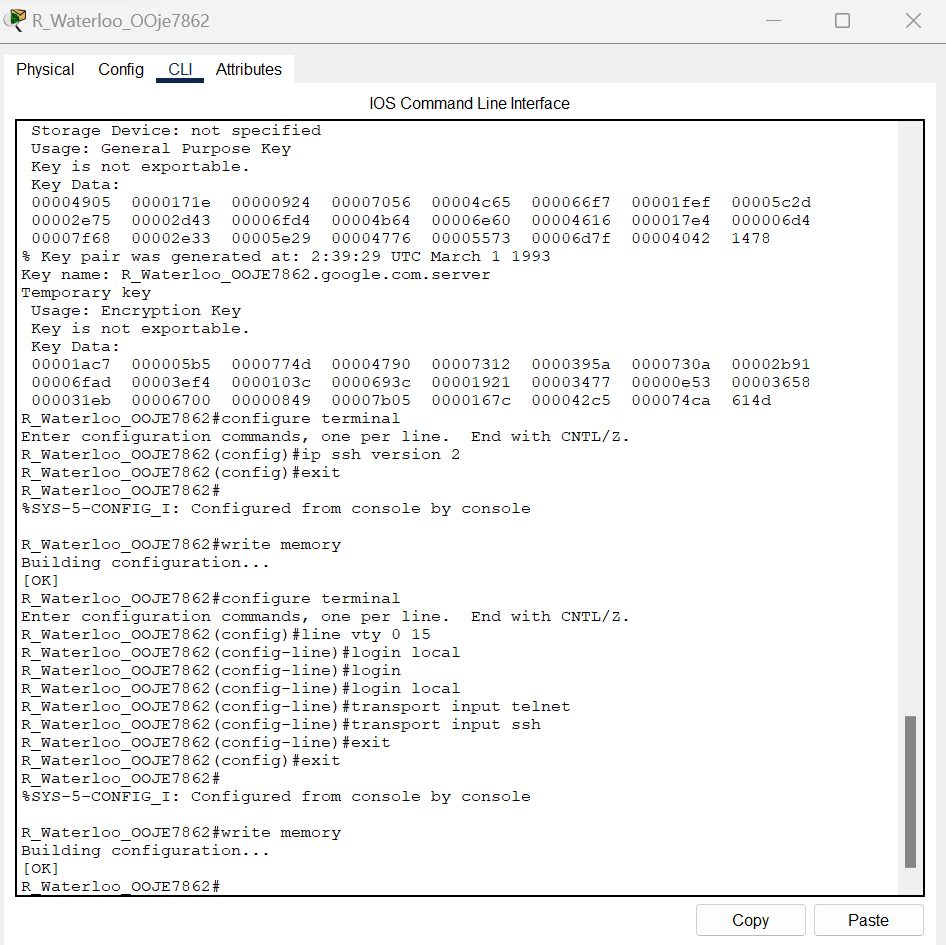 R_Waterloo_OOje7862
Physical Config CLI Attributes
IOS Command Line Interface
Storage Device: not specified
Usage: General Purpose Key
Key is not exportable.
Key Data:
00004905 0000171e 00000924 00007056 00004c65 000066f7 00001fef 00005c2d
00002e75 00002d43 00006fd4 00004b64 00006e60 00004616 000017e4 000006d4
00007f68 00002e33 00005e29 00004776 00005573 00006d7f 00004042 1478
% Key pair was generated at: 2:39:29 UTC March 1 1993
Key name: R_Waterloo_OOJE7862.google.com.server
Temporary key
Usage: Encryption Key
Key is not exportable.
Key Data:
00001ac7 000005b5 0000774d 00004790 00007312 0000395a 0000730a 00002b91
00006fad 00003ef4 0000103c 0000693c 00001921 00003477 00000e53 00003658
000031eb 00006700 00000849 00007b05 0000167c 000042c5 000074ca 614d
R_Waterloo_OOJE7862#configure terminal
Enter configuration commands, one per line. End with CNTL/Z.
R_Waterloo_OOJE7862(config)#ip ssh version 2
R_Waterloo_OOJE7862(config)#exit
R_Waterloo_OOJE7862#
%SYS-5-CONFIG_I: Configured from console by console
R_Waterloo_OOJE7862#write memory
Building configuration...
[OK]
R_Waterloo_OOJE7862#configure terminal
Enter configuration commands, one per line. End with CNTL/Z.
R_Waterloo_OOJE7862(config)#line vty 0 15
R_Waterloo_OOJE7862(config-line)#login local
R_Waterloo_OOJE7862(config-line)#login
R_Waterloo_OOJE7862(config-line)#login local
R_Waterloo_OOJE7862(config-line)#transport input telnet
R_Waterloo_OOJE7862(config-line)#transport input ssh
R_Waterloo_OOJE7862(config-line)#exit
R_Waterloo_OOJE7862(config)#exit
R_Waterloo_OOJE7862#
%SYS-5-CONFIG_I: Configured from console by console
R_Waterloo_OOJE7862#write memory
Building configuration...
[OK]
R_Waterloo_OOJE7862#
Copy Paste